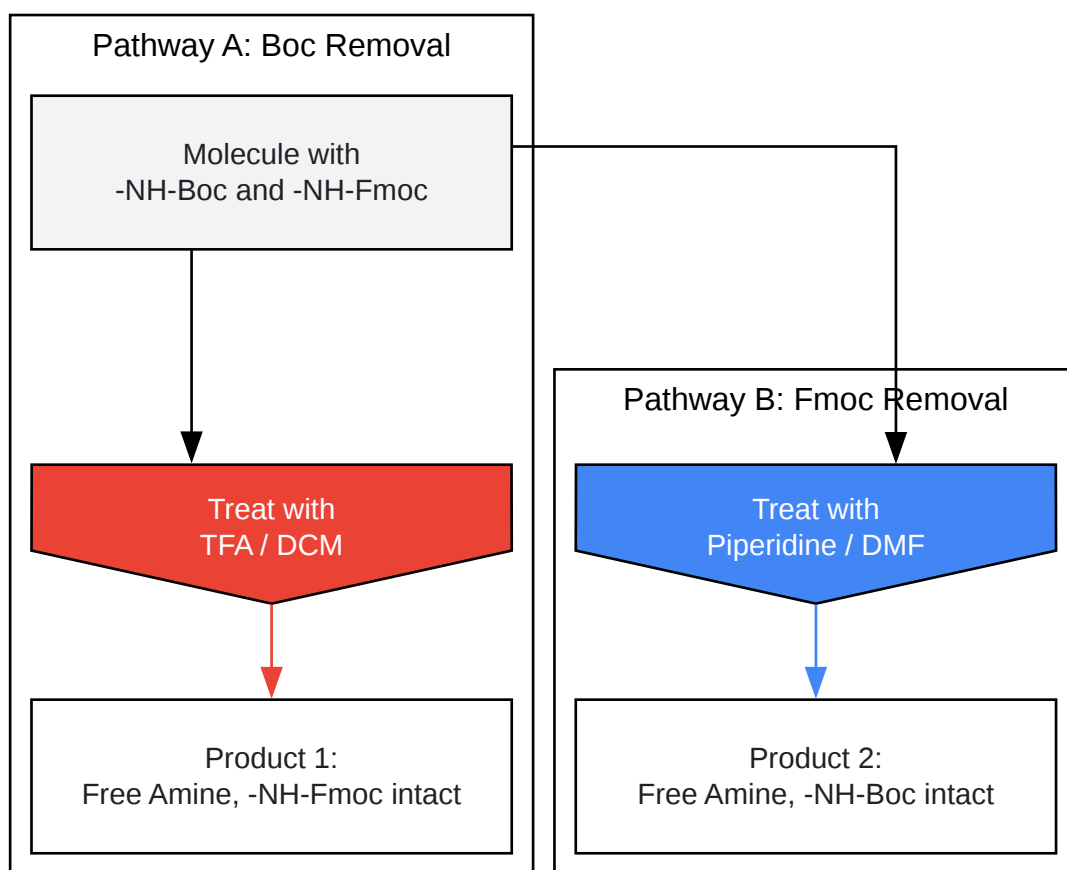 Pathway A: Boc Removal
Molecule with
-NH-Boc and -NH-Fmoc
Pathway B: Fmoc Removal
Treat with
TFA / DCM
Treat with
Piperidine / DMF
Product 1:
Free Amine, -NH-Fmoc intact
Product 2:
Free Amine, -NH-Boc intact